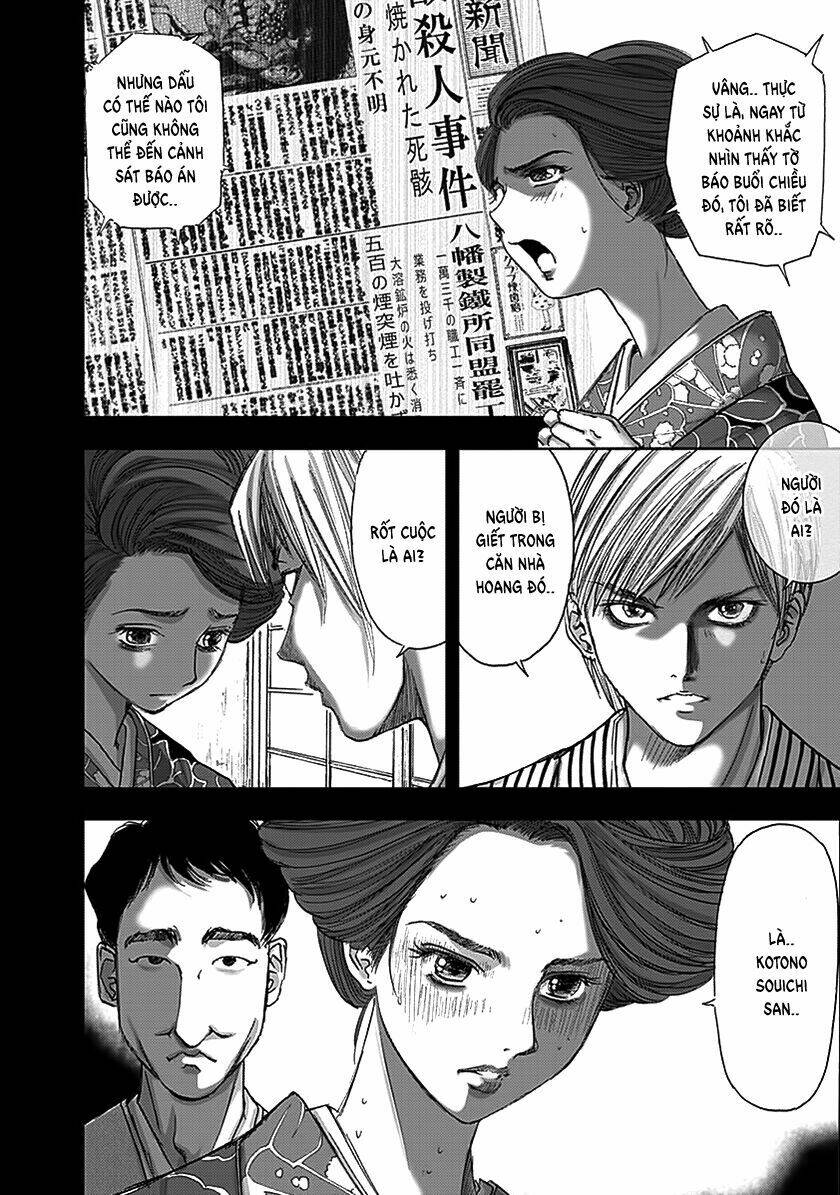 VÂNG.. THỰC
SỰ LÀ, NGAY TỪ
KHOẢNH KHẮC
NHÌN THẤY TỜ
BÁO BUỔI CHIỀU
ĐÓ, TÔI ĐÃ BIẾT
RẤT RÕ..
新聞
殺人事件
焼かれた死骸
の身元不明
八幡製鐵所同盟罷工
一萬三千の職工一斉に
業務を投げ打ち
大溶鉱炉の火は悉く消
五百の煙突煙を吐かず
NHƯNG DẪU
CÓ THẾ NÀO TÔI
CŨNG KHÔNG
THỂ ĐẾN CẢNH
SÁT BÁO ÁN
ĐƯỢC..
NGƯỜI
ĐÓ LÀ
AI?
NGƯỜI BỊ
GIẾT TRONG
CĂN NHÀ
HOANG ĐÓ..
RỐT CUỘC
LÀ AI?
LÀ..
KOTONO
SOUICHI
SAN..